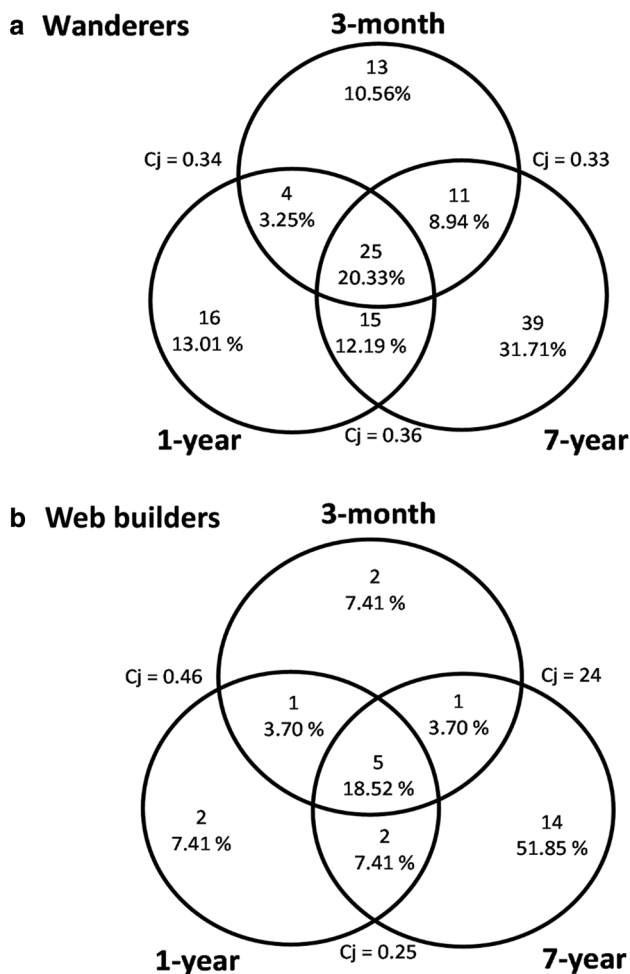 a Wanderers 3-month
13
10.56%
Cj = 0.34
Cj = 0.33
4
3.25%
11
8.94 %
25
20.33%
16
13.01 %
15
12.19 %
39
31.71%
1-year
Cj = 0.36
7-year
b Web builders 3-month
2
7.41 %
Cj = 0.46
Cj = 24
1
3.70 %
1
3.70 %
5
18.52 %
2
7.41 %
2
7.41 %
14
51.85 %
1-year
Cj = 0.25
7-year